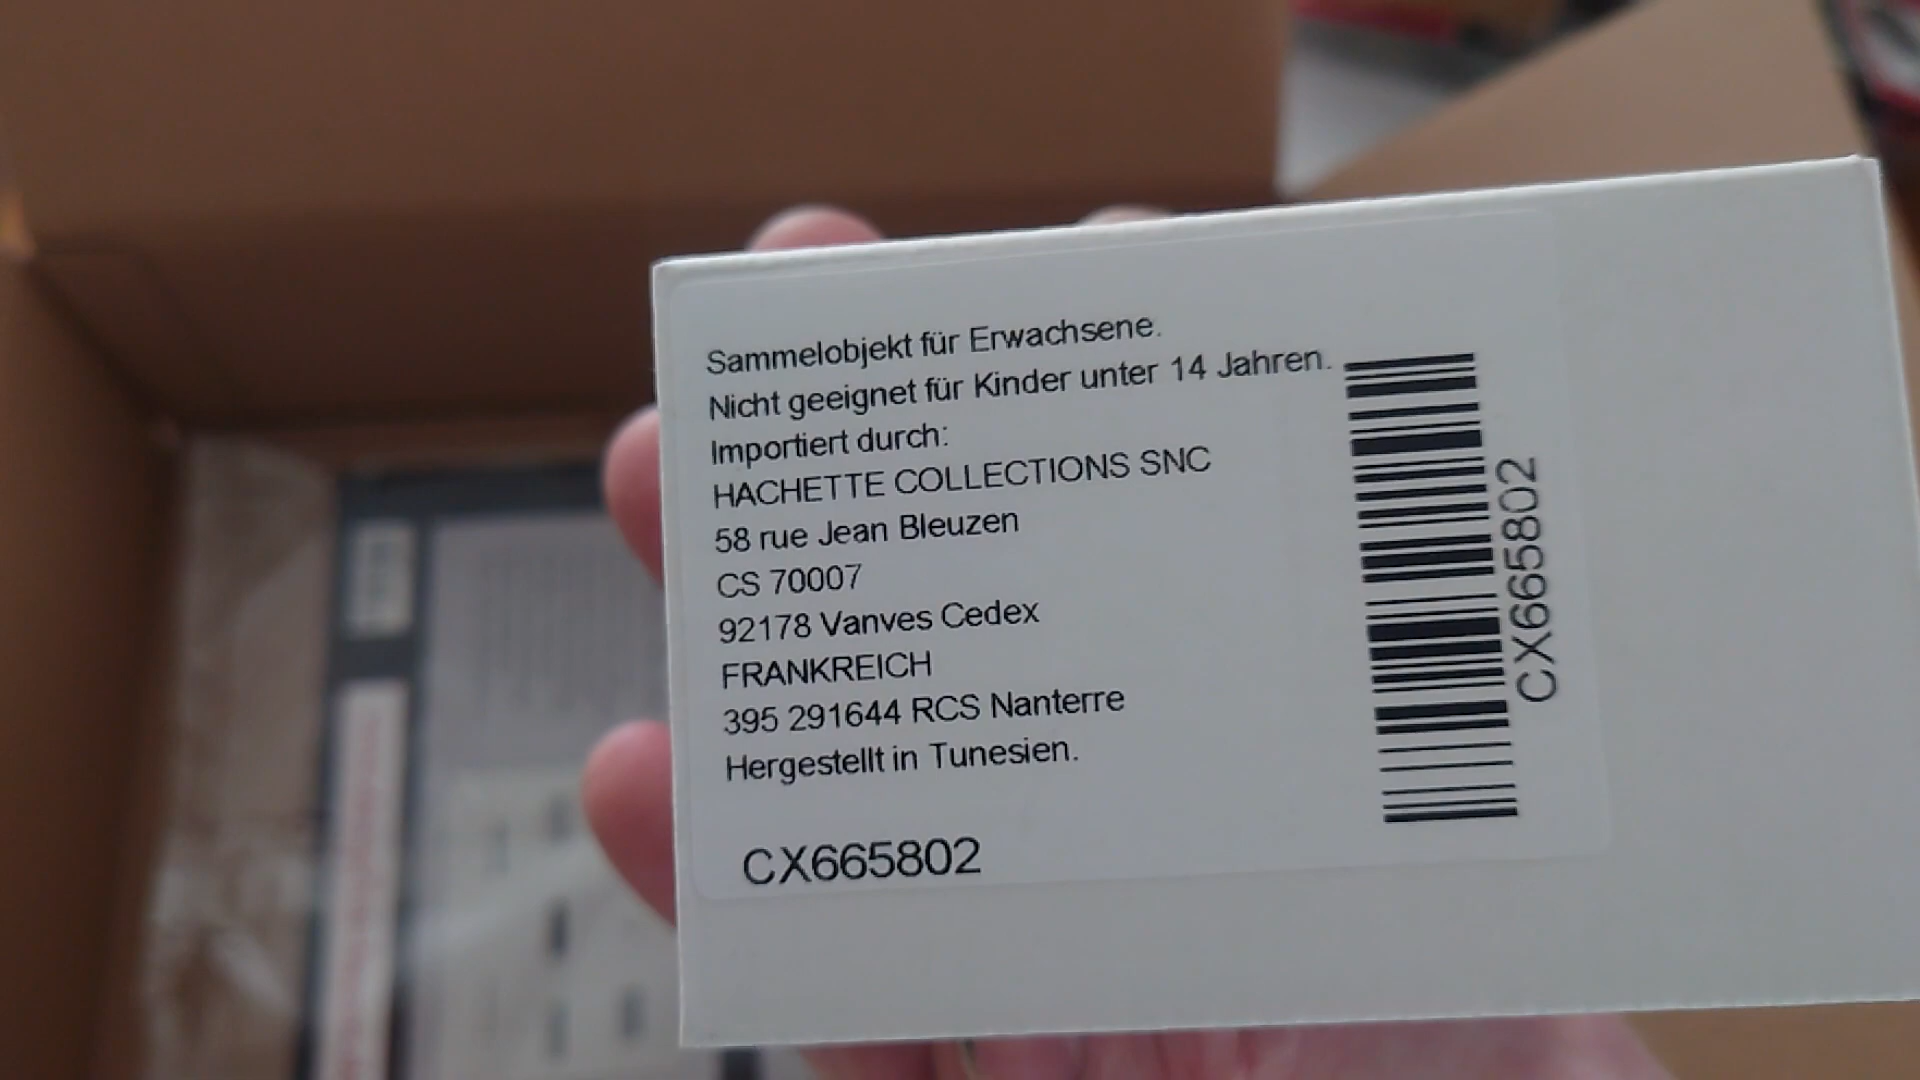 Sammelobjekt für Erwachsene.
Nicht geeignet für Kinder unter 14 Jahren.
Importiert durch:
HACHETTE COLLECTIONS SNC
58 rue Jean Bleuzen
CS 70007
92178 Vanves Cedex
FRANKREICH
395 291644 RCS Nanterre
Hergestellt in Tunesien.
CX665802
CX665802